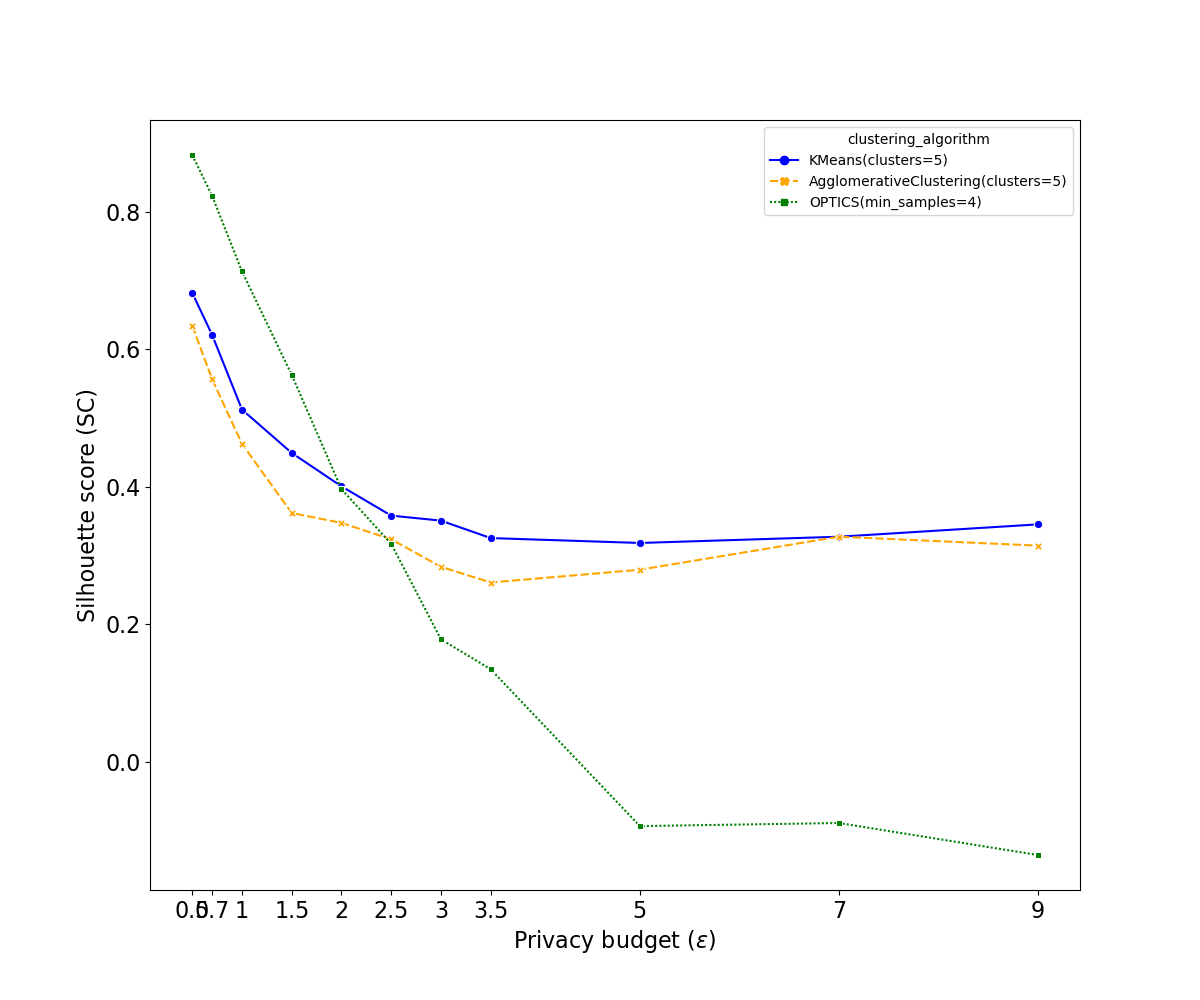 clustering_algorithm
KMeans(clusters=5)
AgglomerativeClustering(clusters=5)
OPTICS(min_samples=4)
Silhouette score (SC)
0.8
0.6
0.4
0.2
0.0
0.5 0.7 1 1.5 2 2.5 3 3.5 5 7 9
Privacy budget (ε)